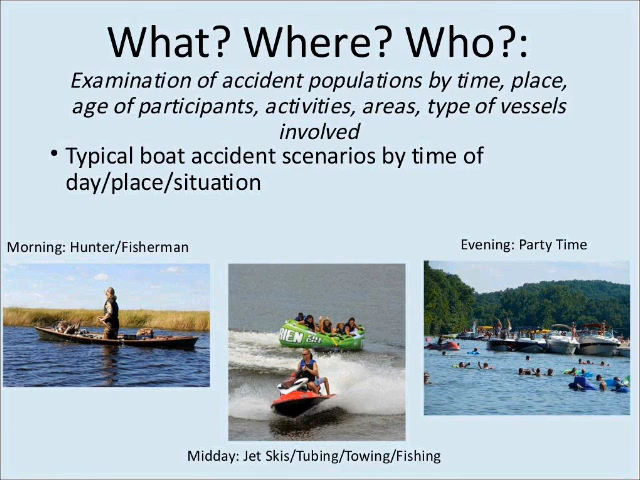 What? Where? Who?:
Examination of accident populations by time, place,
age of participants, activities, areas, type of vessels
involved
• Typical boat accident scenarios by time of
day/place/situation
Morning: Hunter/Fisherman
Evening: Party Time
Midday: Jet Skis/Tubing/Towing/Fishing